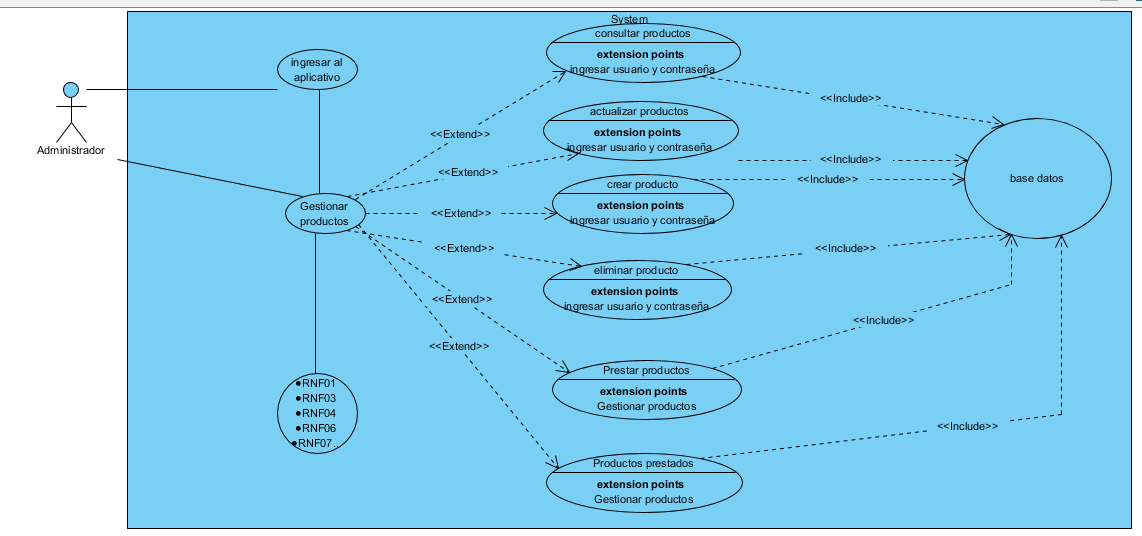 System
consultar productos
extension points
ingresar usuario y contraseña
ingresar al
aplicativo
<<Include>>
<<Extend>>
actualizar productos
extension points
ingresar usuario y contraseña
Administrador
<<Include>>
<<Extend>>
base datos
<<Include>>
crear producto
extension points
ingresar usuario y contraseña
Gestionar
productos
<<Extend>>
<<Extend>>
<<Include>>
eliminar producto
extension points
ingresar usuario y contraseña
<<Extend>>
<<Include>>
<<Extend>>
Prestar productos
extension points
Gestionar productos
●RNF01
●RNF03
●RNF04
●RNF06
●RNF07...
<<Include>>
Productos prestados
extension points
Gestionar productos